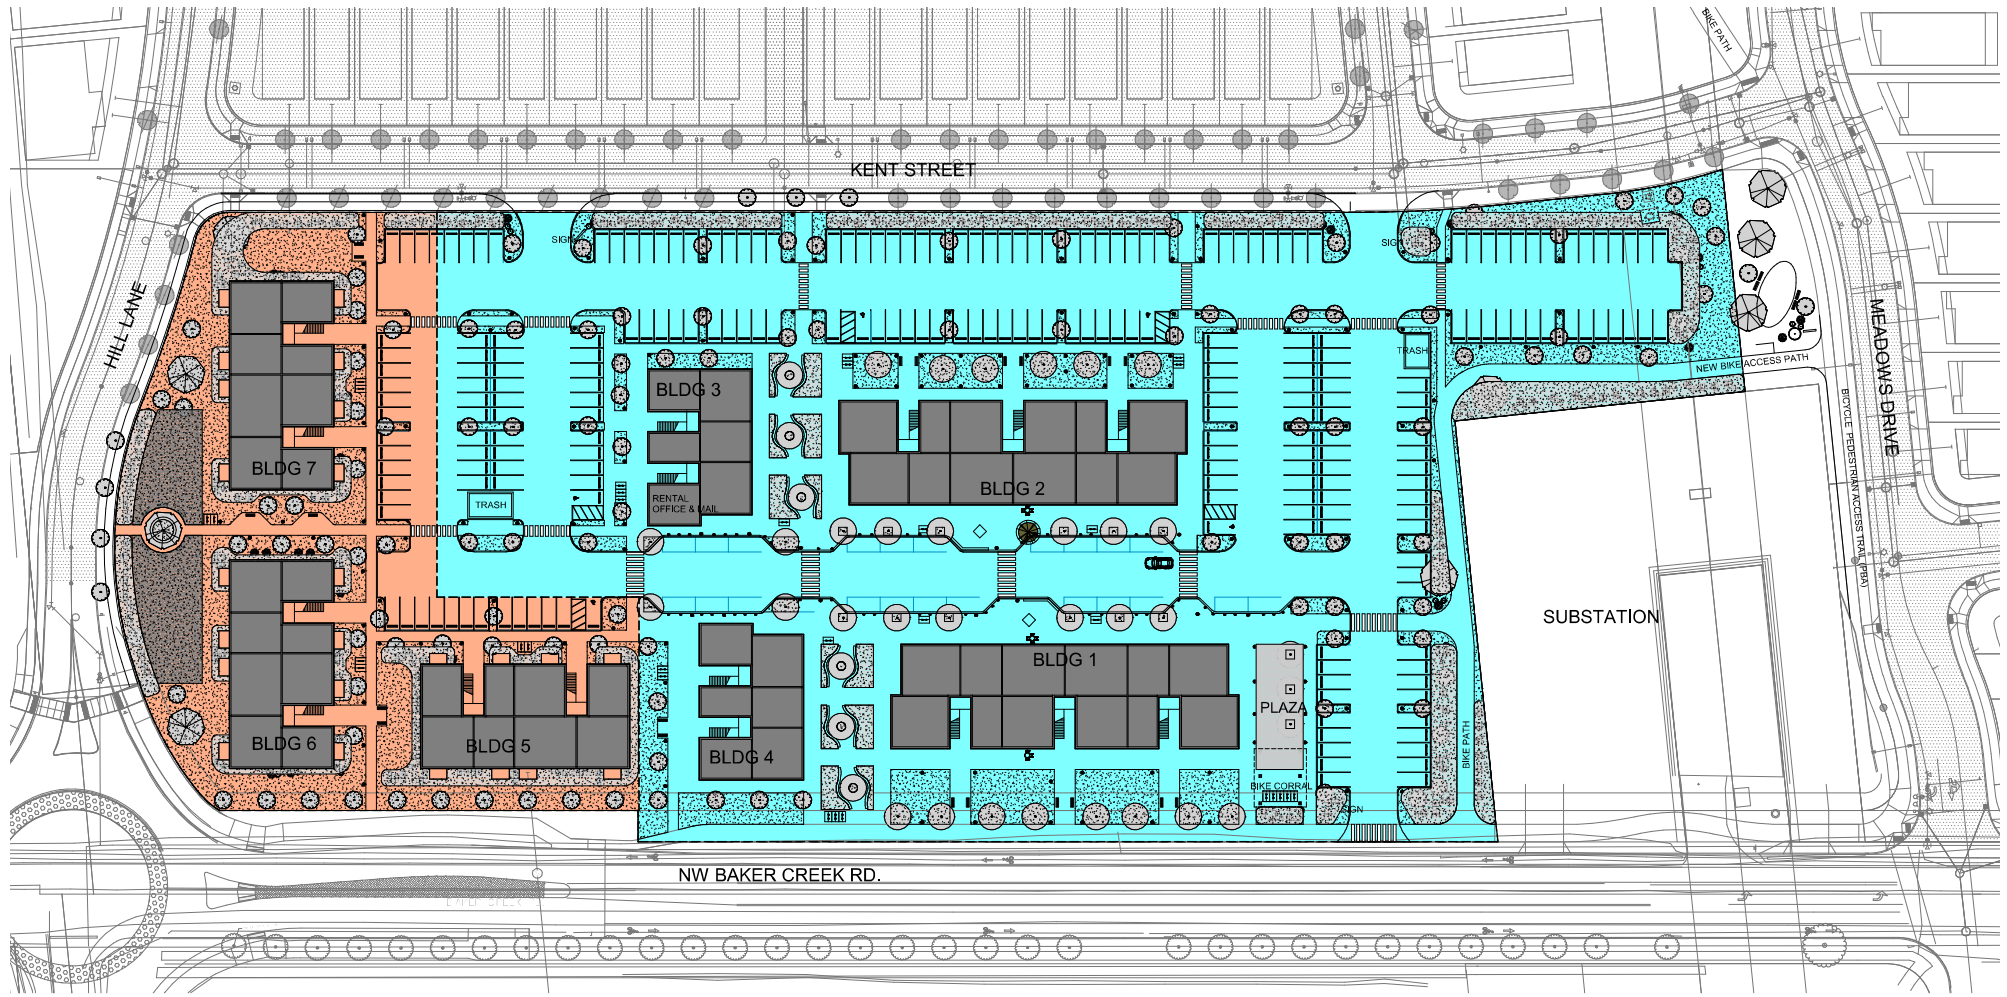 BIKE PATH
KENT STREET
SIGN
SIGN
HILL LANE
MEADOWS DRIVE
TRASH
NEW BIKE ACCESS PATH
BLDG 3
BICYCLE PEDESTRIAN ACCESS TRAIL (PBA)
BLDG 7
BLDG 2
RENTAL
OFFICE & MAIL
TRASH
SUBSTATION
BLDG 1
PLAZA
BLDG 6
BLDG 5
BLDG 4
BIKE PATH
BIKE CORRAL
SIGN
NW BAKER CREEK RD.